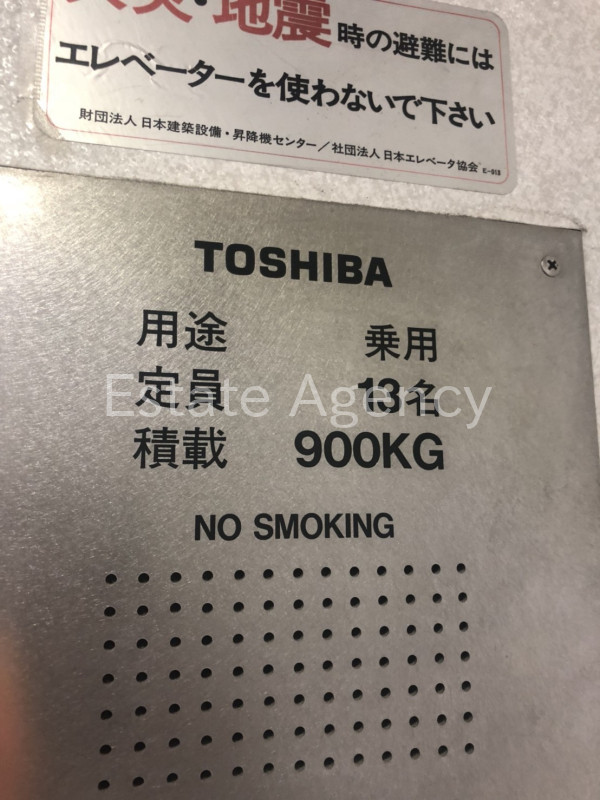 災・地震時の避難には
エレベーターを使わないで下さい
財団法人 日本建築設備・昇降機センター/社団法人 日本エレベータ協会 E-918
TOSHIBA
用途 乗用
定員 13名
積載 900KG
Estate Agency
NO SMOKING